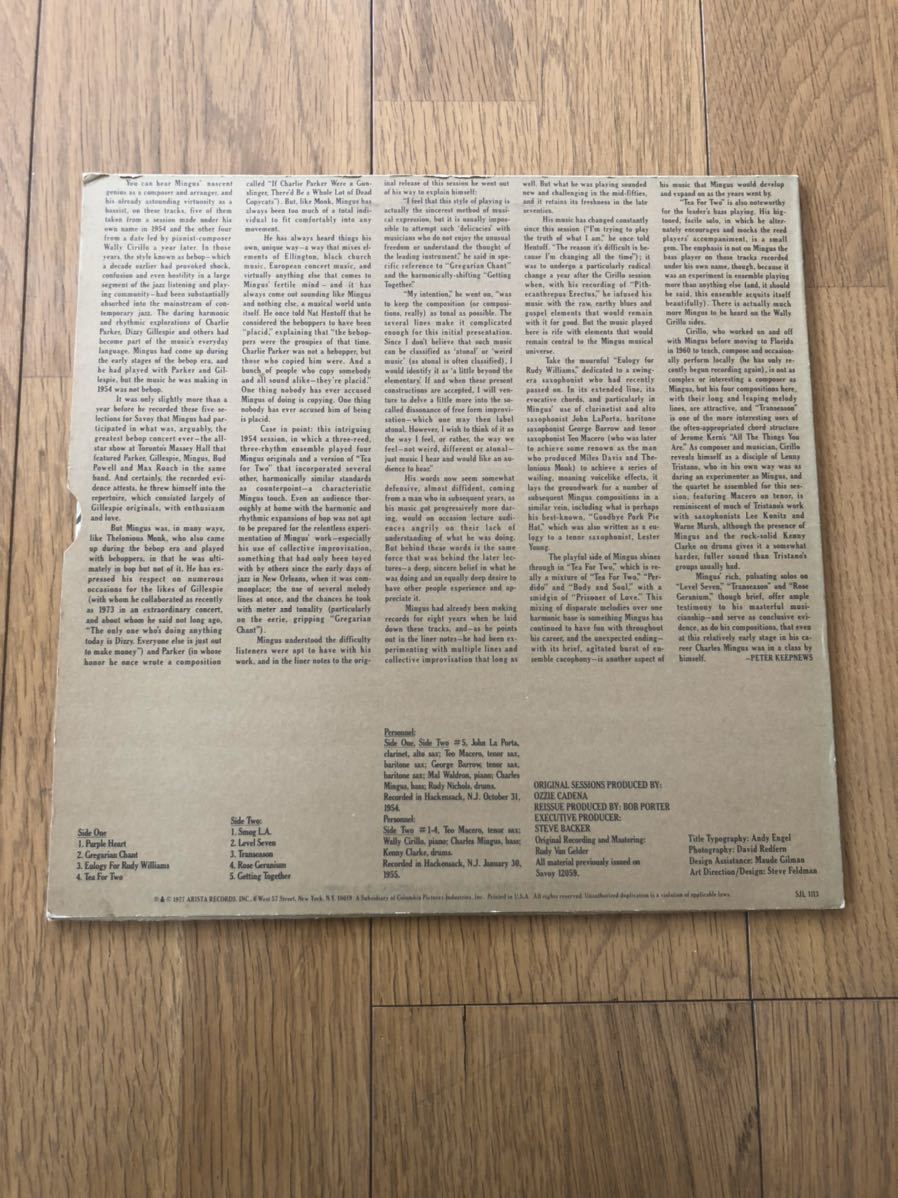 You can hear Mingus' nascent
genius as a composer and arranger, and
his already astounding virtuosity as a
bassist, on these tracks, five of them
taken from a session made under his
own name in 1954 and the other four
from a date led by pianist-composer
Wally Cirillo a year later. In those
years, the style known as bebop—which
a decade earlier had provoked shock,
confusion and even hostility in a large
segment of the jazz listening and play-
ing community—had been substantially
absorbed into the mainstream of con-
temporary jazz. The daring harmonic
and rhythmic explorations of Charlie
Parker, Dizzy Gillespie and others had
become part of the music's everyday
language. Mingus had come up during
the early stages of the bebop era, and
he had played with Parker and Gil-
lespie, but the music he was making in
1954 was not bebop.
It was only slightly more than a
year before he recorded these five se-
lections for Savoy that Mingus had par-
ticipated in what was, arguably, the
greatest bebop concert ever—the all-
star show at Toronto's Massey Hall that
featured Parker, Gillespie, Mingus, Bud
Powell and Max Roach in the same
band. And certainly, the recorded evi-
dence attests, he threw himself into the
repertoire, which consisted largely of
Gillespie originals, with enthusiasm
and love.
But Mingus was, in many ways,
like Thelonious Monk, who also came
up during the bebop era and played
with beboppers, in that he was ulti-
mately in bop but not of it. He has ex-
pressed his respect on numerous
occasions for the likes of Gillespie
(with whom he collaborated as recently
as 1973 in an extraordinary concert,
and about whom he said not long ago,
"The only one who's doing anything
today is Dizzy. Everyone else is just out
to make money") and Parker (in whose
honor he once wrote a composition
called "If Charlie Parker Were a Gun-
slinger, There'd Be a Whole Lot of Dead
Copycats"). But, like Monk, Mingus has
always been too much of a total indi-
vidual to fit comfortably into any
movement.
He has always heard things his
own, unique way—a way that mixes el-
ements of Ellington, black church
music, European concert music, and
virtually anything else that comes to
Mingus' fertile mind—and it has
always come out sounding like Mingus
and nothing else, a musical world unto
itself. He once told Nat Hentoff that he
considered the beboppers to have been
"placid," explaining that "the bebop-
pers were the groupies of that time.
Charlie Parker was not a bebopper, but
those who copied him were. And a
bunch of people who copy somebody
and all sound alike—they're placid."
One thing nobody has ever accused
Mingus of doing is copying. One thing
nobody has ever accused him of being
is placid.
Case in point: this intriguing
1954 session, in which a three-reed,
three-rhythm ensemble played four
Mingus originals and a version of "Tea
for Two" that incorporated several
other, harmonically similar standards
as counterpoint—a characteristic
Mingus touch. Even an audience thor-
oughly at home with the harmonic and
rhythmic expansions of bop was not apt
to be prepared for the relentless experi-
mentation of Mingus' work—especially
his use of collective improvisation,
something that had only been toyed
with by others since the early days of
jazz in New Orleans, when it was com-
monplace; the use of several melody
lines at once, and the chances he took
with meter and tonality (particularly
on the eerie, gripping "Gregarian
Chant").
Mingus understood the difficulty
listeners were apt to have with his
work, and in the liner notes to the orig-
inal release of this session he went out
of his way to explain himself:
"I feel that this style of playing is
actually the sincerest method of musi-
cal expression, but it is usually impos-
sible to attempt such 'delicacies' with
musicians who do not enjoy the unusual
freedom or understand the thought of
the leading instrument," he said in spe-
cific reference to "Gregarian Chant"
and the harmonically-shifting "Getting
Together."
"My intention," he went on, "was
to keep the composition (or composi-
tions, really) as tonal as possible. The
several lines make it complicated
enough for this initial presentation.
Since I don't believe that such music
can be classified as 'atonal' or 'weird
music' (as atonal is often classified), I
would identify it as 'a little beyond the
elementary.' If and when these present
constructions are accepted, I will ven-
ture to delve a little more into the so-
called dissonance of free form improvi-
sation—which one may then label
atonal. However, I wish to think of it as
the way I feel, or rather, the way we
feel—not weird, different or atonal—
just music I hear and would like an au-
dience to hear."
His words now seem somewhat
defensive, almost diffident, coming
from a man who in subsequent years, as
his music got progressively more dar-
ing, would on occasion lecture audi-
ences angrily on their lack of
understanding of what he was doing.
But behind these words is the same
force that was behind the later lec-
tures—a deep, sincere belief in what he
was doing and an equally deep desire to
have other people experience and ap-
preciate it.
Mingus had already been making
records for eight years when he laid
down these tracks, and—as he points
out in the liner notes—he had been ex-
perimenting with multiple lines and
collective improvisation that long as
well. But what he was playing sounded
new and challenging in the mid-fifties,
and it retains its freshness in the late
seventies.
His music has changed constantly
since this session ("I'm trying to play
the truth of what I am," he once told
Hentoff. "The reason it's difficult is be-
cause I'm changing all the time"); it
was to undergo a particularly radical
change a year after the Cirillo session
when, with his recording of "Pith-
ecanthropus Erectus," he infused his
music with the raw, earthy blues and
gospel elements that would remain
with it for good. But the music played
here is rife with elements that would
remain central to the Mingus musical
universe.
Take the mournful "Eulogy for
Rudy Williams," dedicated to a swing-
era saxophonist who had recently
passed on. In its extended line, its
evocative chords, and particularly in
Mingus' use of clarinetist and alto
saxophonist John LaPorta, baritone
saxophonist George Barrow and tenor
saxophonist Teo Macero (who was later
to achieve some renown as the man
who produced Miles Davis and The-
lonious Monk) to achieve a series of
wailing, moaning voicelike effects, it
lays the groundwork for a number of
subsequent Mingus compositions in a
similar vein, including what is perhaps
his best-known, "Goodbye Pork Pie
Hat," which was also written as a eu-
logy to a tenor saxophonist, Lester
Young.
The playful side of Mingus shines
through in "Tea For Two," which is re-
ally a mixture of "Tea For Two," "Per-
dido" and "Body and Soul," with a
smidgin of "Prisoner of Love." This
mixing of disparate melodies over one
harmonic base is something Mingus has
continued to have fun with throughout
his career, and the unexpected ending—
with its brief, agitated burst of en-
semble cacophony—is another aspect of
his music that Mingus would develop
and expand on as the years went by.
"Tea For Two" is also noteworthy
for the leader's bass playing. His big-
toned, facile solo, in which he alter-
nately encourages and mocks the reed
players' accompaniment, is a small
gem. The emphasis is not on Mingus the
bass player on these tracks recorded
under his own name, though, because it
was an experiment in ensemble playing
more than anything else (and, it should
be said, this ensemble acquits itself
beautifully). There is actually much
more Mingus to be heard on the Wally
Cirillo sides.
Cirillo, who worked on and off
with Mingus before moving to Florida
in 1960 to teach, compose and occasion-
ally perform locally (he has only re-
cently begun recording again), is not as
complex or interesting a composer as
Mingus, but his four compositions here,
with their long and leaping melody
lines, are attractive, and "Transeason"
is one of the more interesting uses of
the often-appropriated chord structure
of Jerome Kern's "All The Things You
Are." As composer and musician, Cirillo
reveals himself as a disciple of Lenny
Tristano, who in his own way was as
daring an experimenter as Mingus, and
the quartet he assembled for this ses-
sion, featuring Macero on tenor, is
reminiscent of much of Tristano's work
with saxophonists Lee Konitz and
Warne Marsh, although the presence of
Mingus and the rock-solid Kenny
Clarke on drums gives it a somewhat
harder, fuller sound than Tristano's
groups usually had.
Mingus' rich, pulsating solos on
"Level Seven," "Transeason" and "Rose
Geranium," though brief, offer ample
testimony to his masterful musi-
cianship—and serve as conclusive evi-
dence, as do his compositions, that even
at this relatively early stage in his ca-
reer Charles Mingus was in a class by
himself. —PETER KEEPNEWS
Side One
1. Purple Heart
2. Gregarian Chant
3. Eulogy For Rudy Williams
4. Tea For Two
Side Two:
1. Smog L.A.
2. Level Seven
3. Transeason
4. Rose Geranium
5. Getting Together
Personnel:
Side One, Side Two #5, John La Porta,
clarinet, alto sax; Teo Macero, tenor sax,
baritone sax; George Barrow, tenor sax,
baritone sax; Mal Waldron, piano; Charles
Mingus, bass; Rudy Nichols, drums.
Recorded in Hackensack, N.J. October 31,
1954.
Personnel:
Side Two #1-4, Teo Macero, tenor sax;
Wally Cirillo, piano; Charles Mingus, bass;
Kenny Clarke, drums.
Recorded in Hackensack, N.J. January 30,
1955.
ORIGINAL SESSIONS PRODUCED BY:
OZZIE CADENA
REISSUE PRODUCED BY: BOB PORTER
EXECUTIVE PRODUCER:
STEVE BACKER
Original Recording and Mastering:
Rudy Van Gelder
All material previously issued on
Savoy 12059.
Title Typography: Andy Engel
Photography: David Redfern
Design Assistance: Maude Gilman
Art Direction/Design: Steve Feldman
℗ & © 1977 ARISTA RECORDS, INC., 6 West 57 Street, New York, N.Y. 10019 A Subsidiary of Columbia Pictures Industries, Inc. Printed in U.S.A. All rights reserved. Unauthorized duplication is a violation of applicable laws. SJL 1113